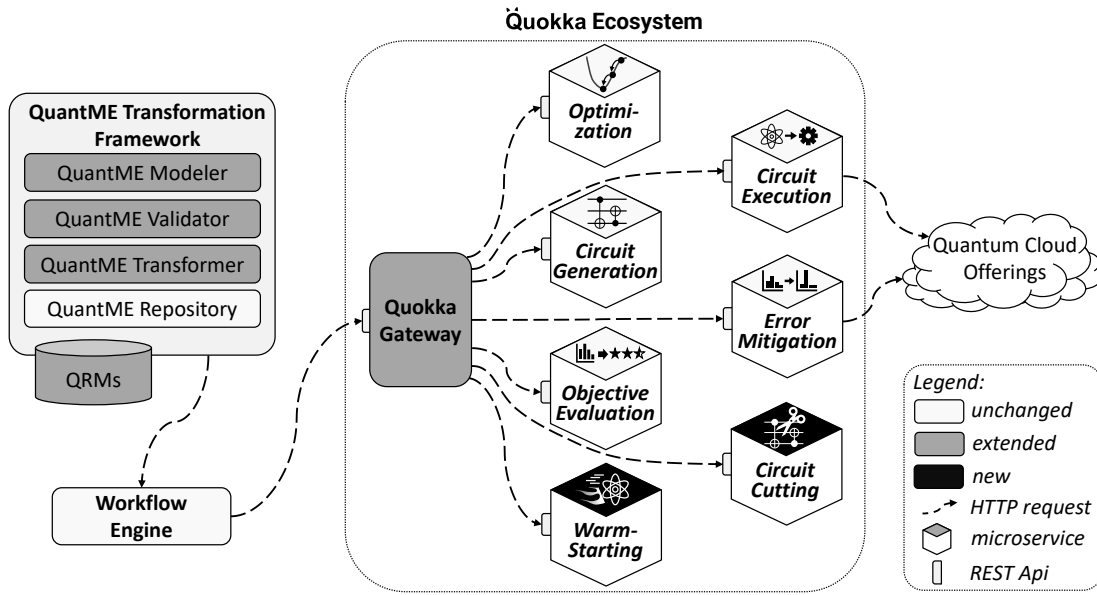 Quokka Ecosystem
QuantME Transformation
Framework
QuantME Modeler
QuantME Validator
QuantME Transformer
QuantME Repository
QRMs
Workflow
Engine
Quokka
Gateway
Optimi-
zation
Circuit
Execution
Circuit
Generation
Error
Mitigation
Objective
Evaluation
Circuit
Cutting
Warm-
Starting
Quantum Cloud
Offerings
Legend:
unchanged
extended
new
HTTP request
microservice
REST Api